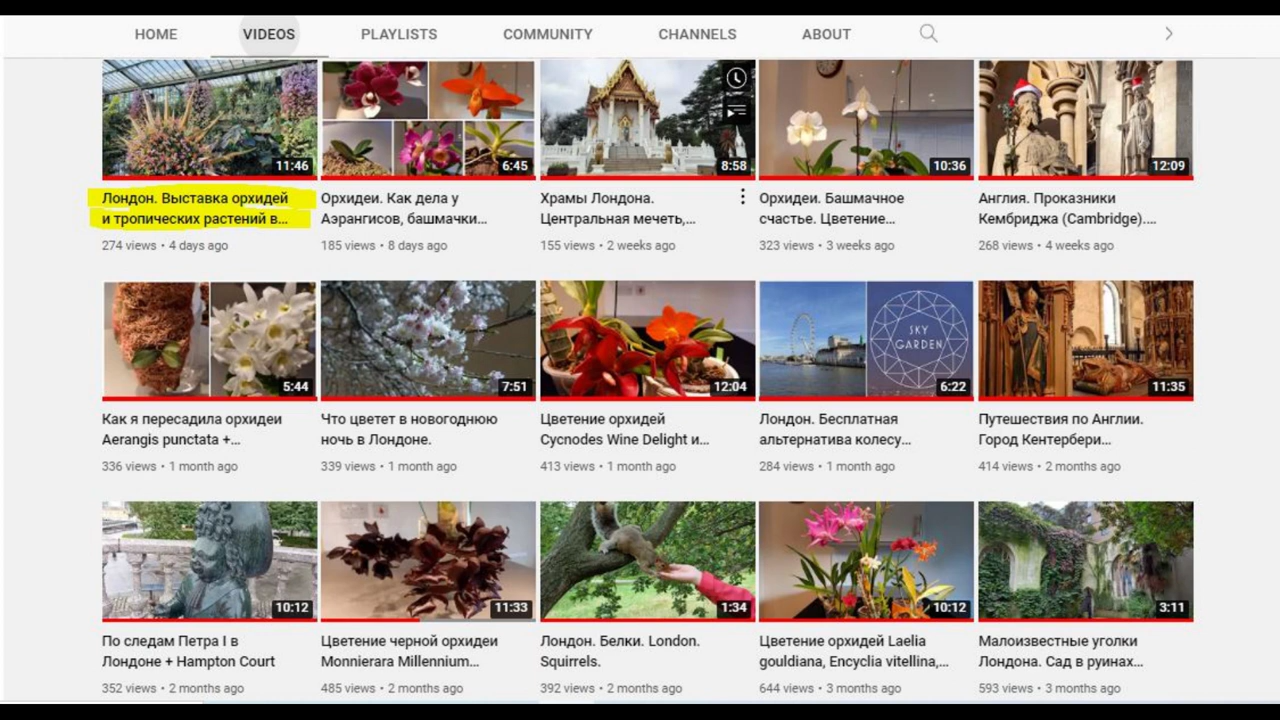 HOME VIDEOS PLAYLISTS COMMUNITY CHANNELS ABOUT
11:46
Лондон. Выставка орхидей
и тропических растений в...
274 views • 4 days ago
6:45
Орхидеи. Как дела у
Аэрангисов, башмачки...
185 views • 8 days ago
8:58
Храмы Лондона.
Центральная мечеть,...
155 views • 2 weeks ago
10:36
Орхидеи. Башмачное
счастье. Цветение...
323 views • 3 weeks ago
12:09
Англия. Проказники
Кембриджа (Cambridge)....
268 views • 4 weeks ago
5:44
Как я пересадила орхидеи
Aerangis punctata +...
336 views • 1 month ago
7:51
Что цветет в новогоднюю
ночь в Лондоне.
339 views • 1 month ago
12:04
Цветение орхидей
Cycnodes Wine Delight и...
413 views • 1 month ago
SKY
GARDEN
6:22
Лондон. Бесплатная
альтернатива колесу...
284 views • 1 month ago
11:35
Путешествия по Англии.
Город Кентербери...
414 views • 2 months ago
10:12
По следам Петра I в
Лондоне + Hampton Court
352 views • 2 months ago
11:33
Цветение черной орхидеи
Monnierara Millennium...
485 views • 2 months ago
1:34
Лондон. Белки. London.
Squirrels.
392 views • 2 months ago
10:12
Цветение орхидей Laelia
gouldiana, Encyclia vitellina,...
644 views • 3 months ago
3:11
Малоизвестные уголки
Лондона. Сад в руинах...
593 views • 3 months ago